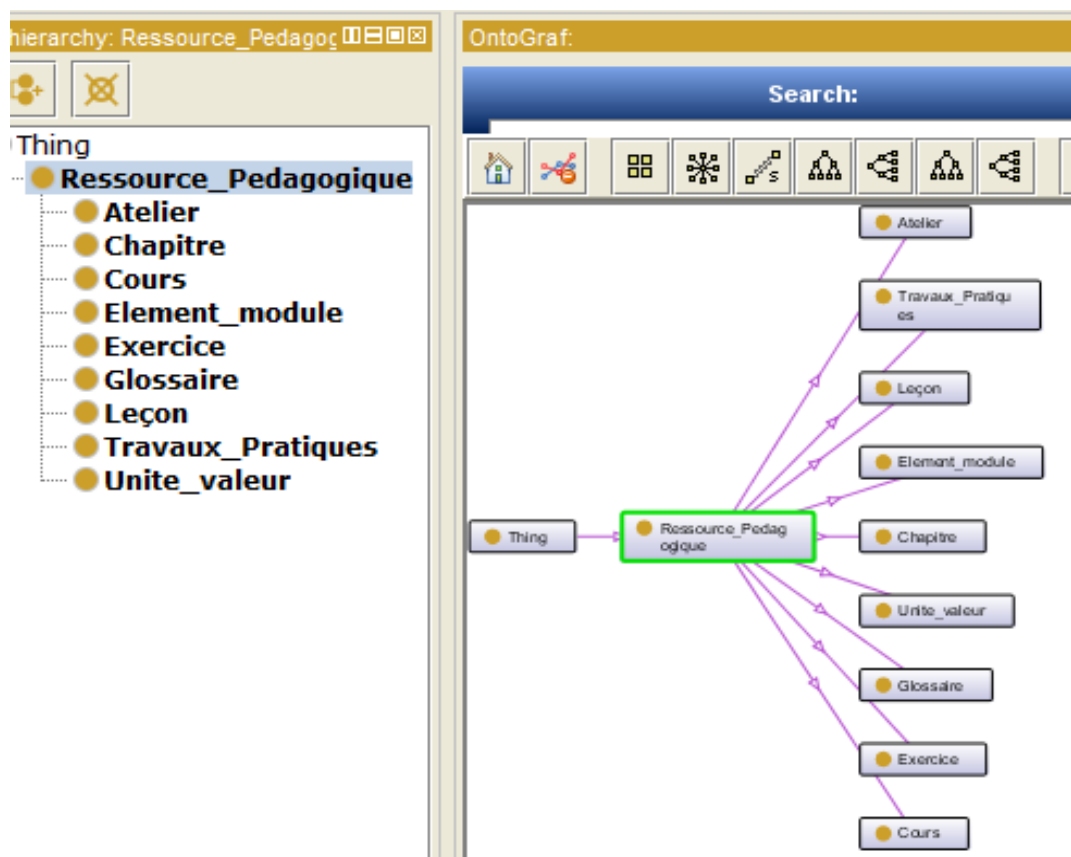 hierarchy: Ressource_Pedagog
Thing
Ressource_Pedagogique
Atelier
Chapitre
Cours
Element_module
Exercice
Glossaire
Leçon
Travaux_Pratiques
Unite_valeur
OntoGraf:
Search:
s
Atelier
Travaux_Pratiqu
es
Leçon
Element_module
Thing
Ressource_Pedag
ogique
Chapitre
Unite_valeur
Glossaire
Exercice
Cours